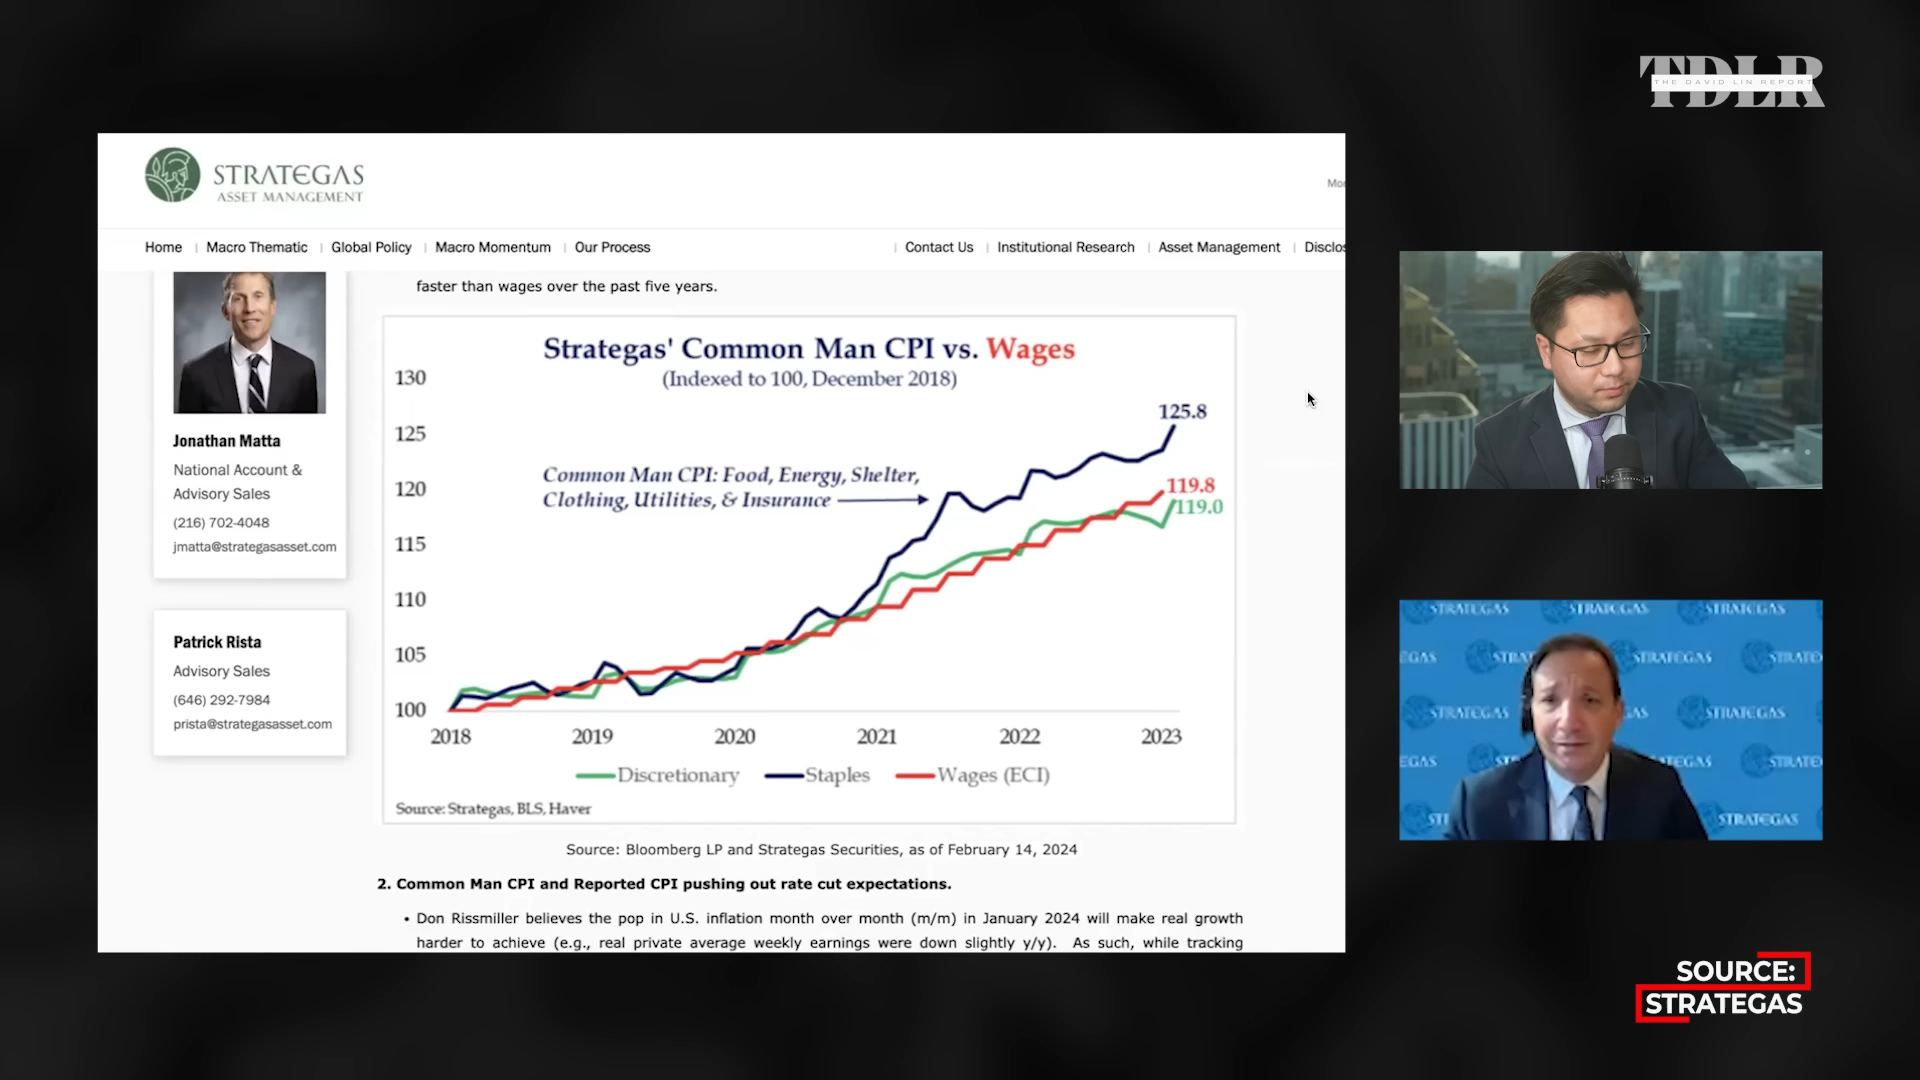 TDLR
THE DAVID LIN REPORT
STRATEGAS
ASSET MANAGEMENT
Home | Macro Thematic | Global Policy | Macro Momentum | Our Process | Contact Us | Institutional Research | Asset Management |
faster than wages over the past five years.
Jonathan Matta
National Account &
Advisory Sales
(216) 702-4048
jmatta@strategasasset.com
Patrick Rista
Advisory Sales
(646) 292-7984
prista@strategasasset.com
Strategas' Common Man CPI vs. Wages
(Indexed to 100, December 2018)
130
125
120
115
110
105
100
125.8
119.8
119.0
Common Man CPI: Food, Energy, Shelter,
Clothing, Utilities, & Insurance
2018 2019 2020 2021 2022 2023
Discretionary Staples Wages (ECI)
Source: Strategas, BLS, Haver
Source: Bloomberg LP and Strategas Securities, as of February 14, 2024
2. Common Man CPI and Reported CPI pushing out rate cut expectations.
• Don Rissmiller believes the pop in U.S. inflation month over month (m/m) in January 2024 will make real growth
harder to achieve (e.g., real private average weekly earnings were down slightly y/y). As such, while tracking
STRATEGAS STRATEGAS STRATEGAS
STRATEGAS
STRATEGAS STRATEGAS
STRATEGAS
SOURCE:
STRATEGAS